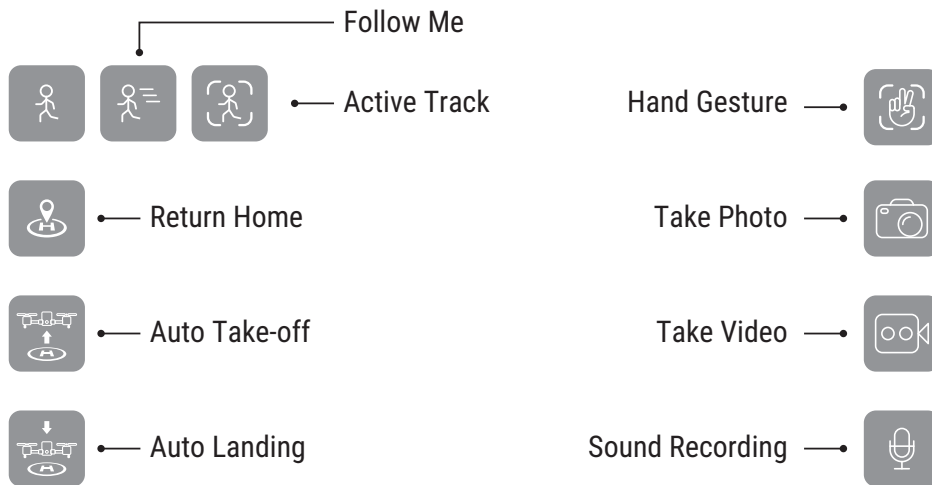 Follow Me
Active Track
Hand Gesture
Return Home
Take Photo
Auto Take-off
Take Video
Auto Landing
Sound Recording